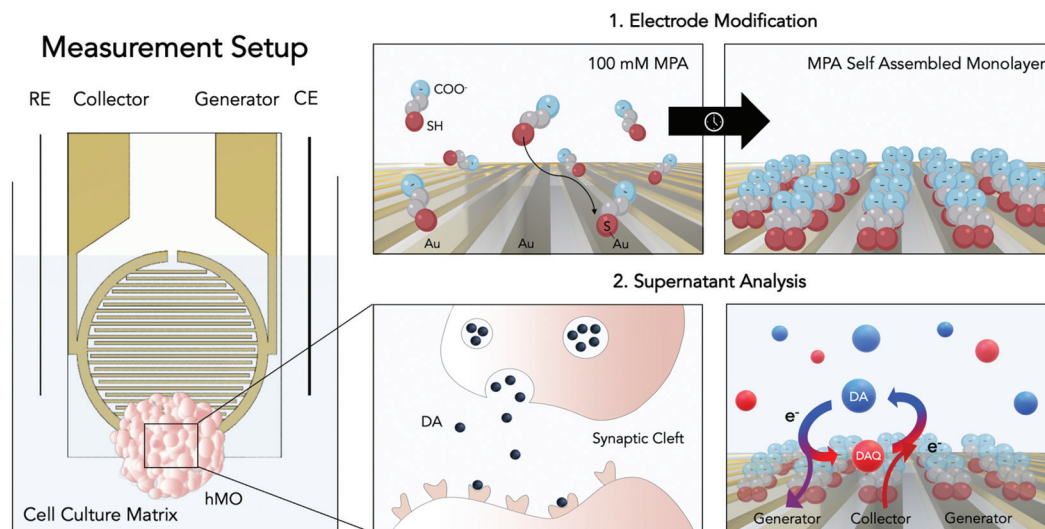 Measurement Setup
RE Collector Generator CE
hMO
Cell Culture Matrix
1. Electrode Modification
100 mM MPA
COO⁻
SH
S
Au Au Au
MPA Self Assembled Monolayer
2. Supernatant Analysis
DA
Synaptic Cleft
DA
e⁻
DAQ
e⁻
Generator Collector Generator